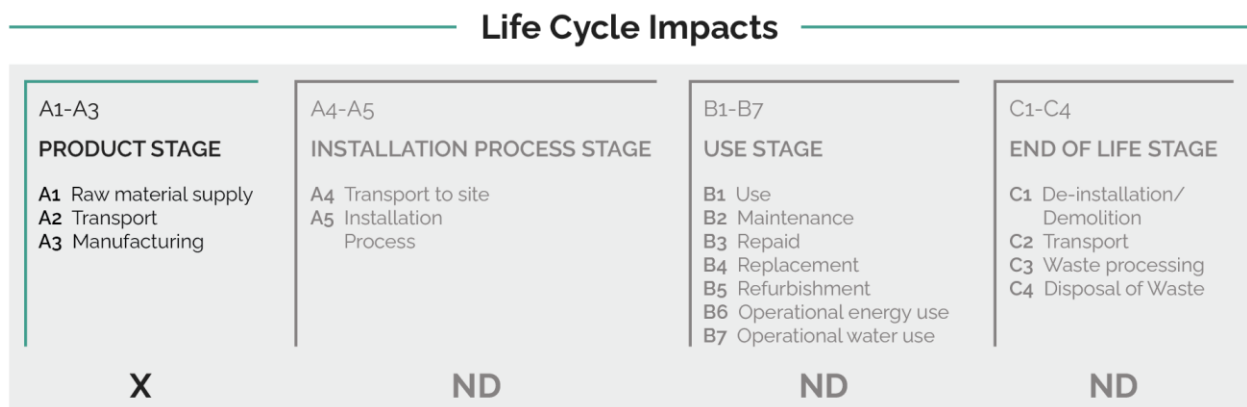 Life Cycle Impacts
A1-A3
PRODUCT STAGE
A1 Raw material supply
A2 Transport
A3 Manufacturing
X
A4-A5
INSTALLATION PROCESS STAGE
A4 Transport to site
A5 Installation
Process
ND
B1-B7
USE STAGE
B1 Use
B2 Maintenance
B3 Repaid
B4 Replacement
B5 Refurbishment
B6 Operational energy use
B7 Operational water use
ND
C1-C4
END OF LIFE STAGE
C1 De-installation/
Demolition
C2 Transport
C3 Waste processing
C4 Disposal of Waste
ND